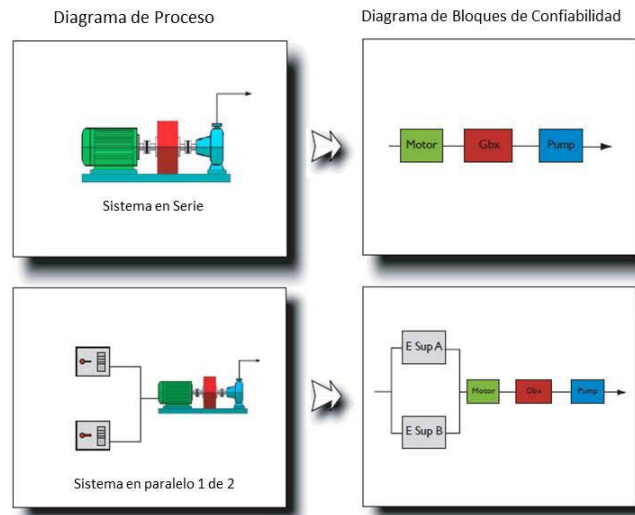 Diagrama de Proceso
Diagrama de Bloques de Confiabilidad
Sistema en Serie
Motor
Gbx
Pump
Sistema en paralelo 1 de 2
E Sup A
E Sup B
Motor
Gbx
Pump